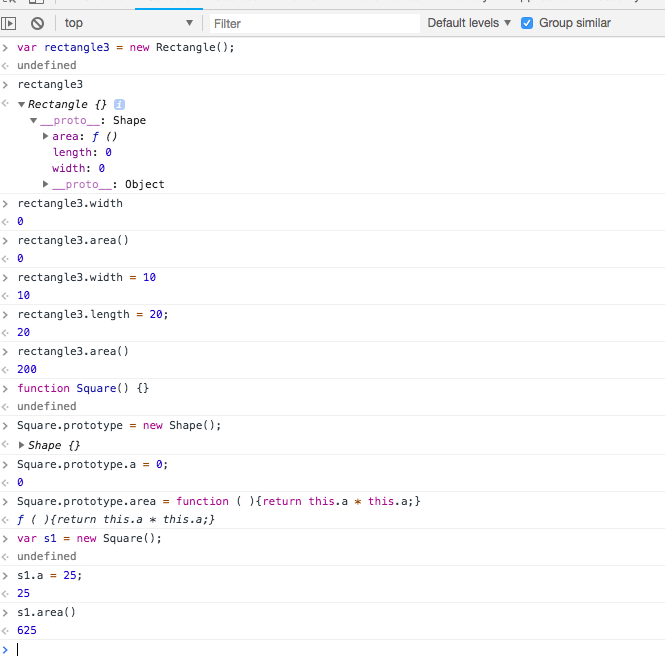 top ▼ Filter Default levels ▼ Group similar
> var rectangle3 = new Rectangle();
< undefined
> rectangle3
< ▼Rectangle {} i
▼__proto__: Shape
▶area: ƒ ()
length: 0
width: 0
▶__proto__: Object
> rectangle3.width
< 0
> rectangle3.area()
< 0
> rectangle3.width = 10
< 10
> rectangle3.length = 20;
< 20
> rectangle3.area()
< 200
> function Square() {}
< undefined
> Square.prototype = new Shape();
< ▶Shape {}
> Square.prototype.a = 0;
< 0
> Square.prototype.area = function ( ){return this.a * this.a;}
< ƒ ( ){return this.a * this.a;}
> var s1 = new Square();
< undefined
> s1.a = 25;
< 25
> s1.area()
< 625
>